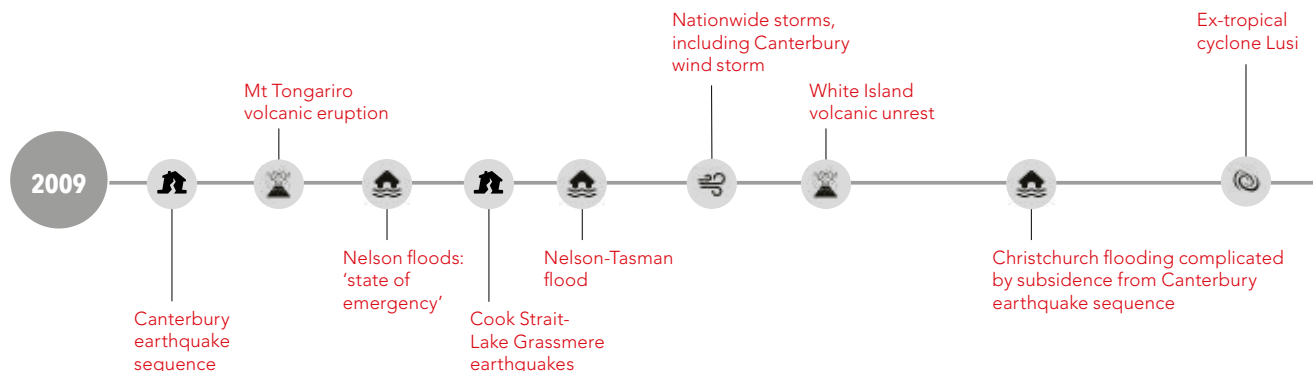 Nationwide storms,
including Canterbury
wind storm
Ex-tropical
cyclone Lusi
Mt Tongariro
volcanic eruption
White Island
volcanic unrest
2009
Nelson floods:
‘state of
emergency’
Nelson-Tasman
flood
Christchurch flooding complicated
by subsidence from Canterbury
earthquake sequence
Canterbury
earthquake
sequence
Cook Strait-
Lake Grassmere
earthquakes